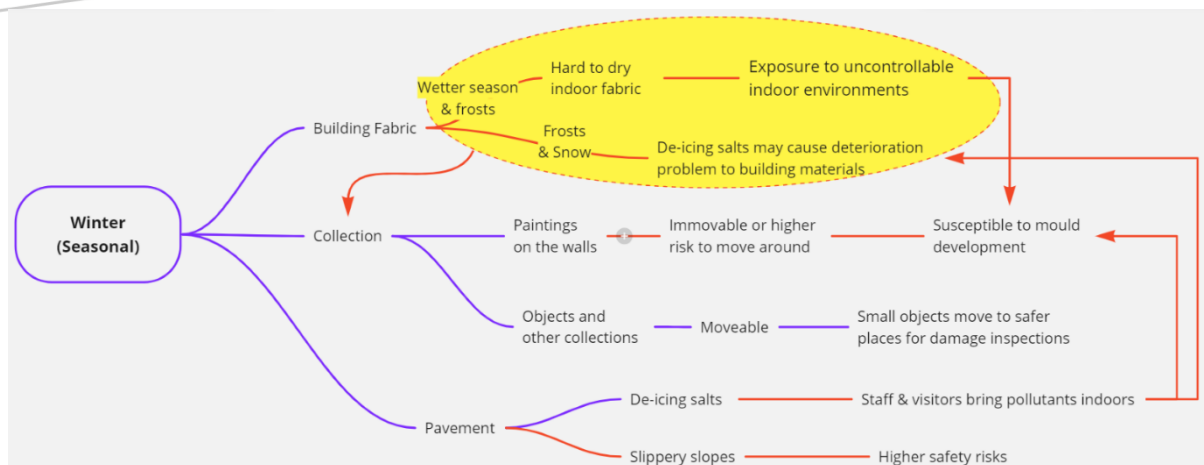 Winter
(Seasonal)
Building Fabric
Wetter season
& frosts
Hard to dry
indoor fabric
Exposure to uncontrollable
indoor environments
Frosts
& Snow
De-icing salts may cause deterioration
problem to building materials
Collection
Paintings
on the walls
Immovable or higher
risk to move around
Susceptible to mould
development
Objects and
other collections
Moveable
Small objects move to safer
places for damage inspections
Pavement
De-icing salts
Staff & visitors bring pollutants indoors
Slippery slopes
Higher safety risks